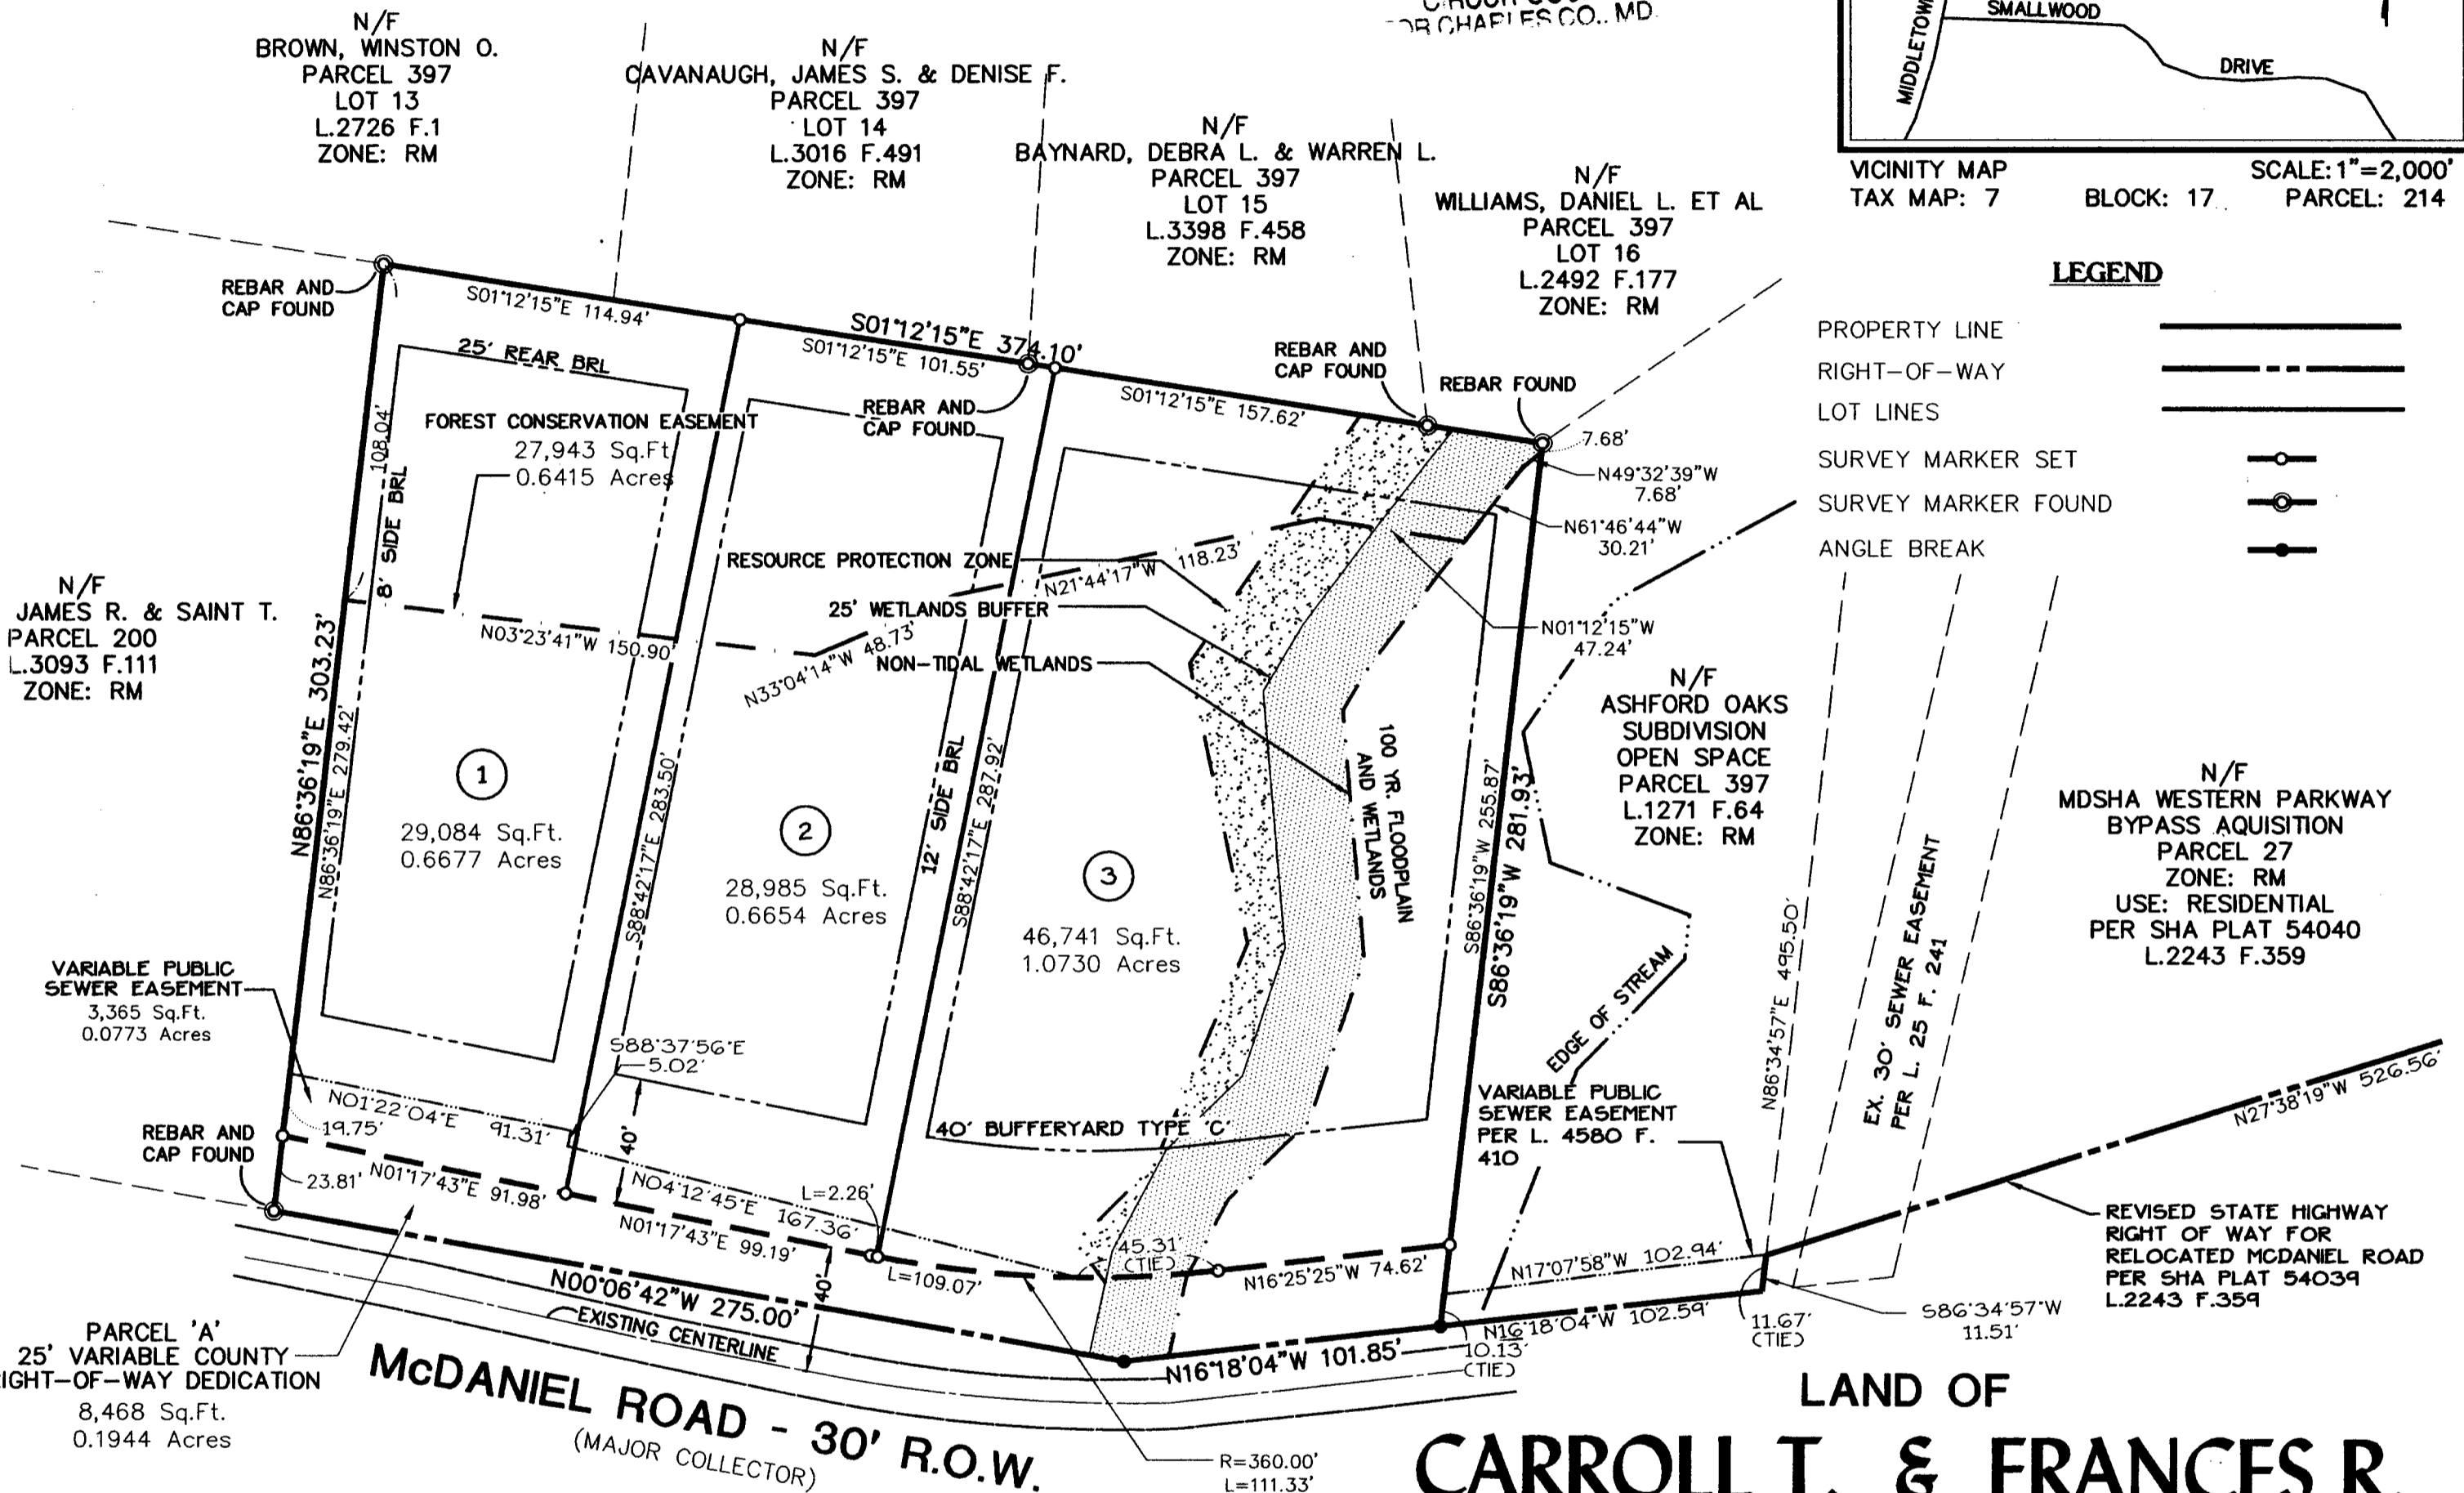 N/F
BROWN, WINSTON O.
PARCEL 397
LOT 13
L.2726 F.1
ZONE: RM
N/F
CAVANAUGH, JAMES S. & DENISE F.
PARCEL 397
LOT 14
L.3016 F.491
ZONE: RM
N/F
BAYNARD, DEBRA L. & WARREN L.
PARCEL 397
LOT 15
L.3398 F.458
ZONE: RM
N/F
WILLIAMS, DANIEL L. ET AL
PARCEL 397
LOT 16
L.2492 F.177
ZONE: RM
CHARLES CO., MD.
MIDDLETOW
SMALLWOOD
DRIVE
VICINITY MAP SCALE: 1"=2,000'
TAX MAP: 7 BLOCK: 17 PARCEL: 214
LEGEND
PROPERTY LINE
RIGHT-OF-WAY
LOT LINES
SURVEY MARKER SET
SURVEY MARKER FOUND
ANGLE BREAK
REBAR AND
CAP FOUND
S01°12'15"E 114.94'
S01°12'15"E 374.10'
S01°12'15"E 101.55'
REBAR AND
CAP FOUND
S01°12'15"E 157.62'
REBAR AND
CAP FOUND
REBAR FOUND
7.68'
N49°32'39"W
7.68'
N61°46'44"W
30.21'
N01°12'15"W
47.24'
25' REAR BRL
108.04'
8' SIDE BRL
FOREST CONSERVATION EASEMENT
27,943 Sq.Ft
0.6415 Acres
RESOURCE PROTECTION ZONE
N21°44'17"W 118.23'
25' WETLANDS BUFFER
N03°23'41"W 150.90'
N33°04'14"W 48.73'
NON-TIDAL WETLANDS
N/F
JAMES R. & SAINT T.
PARCEL 200
L.3093 F.111
ZONE: RM
N86°36'19"E 303.23'
N86°36'19"E 279.42'
1
29,084 Sq.Ft.
0.6677 Acres
S88°42'17"E 283.50'
2
28,985 Sq.Ft.
0.6654 Acres
12' SIDE BRL
S88°42'17"E 287.92'
3
46,741 Sq.Ft.
1.0730 Acres
100 YR. FLOODPLAIN
AND WETLANDS
S86°36'19"W 255.87'
S86°36'19"W 281.93'
N/F
ASHFORD OAKS
SUBDIVISION
OPEN SPACE
PARCEL 397
L.1271 F.64
ZONE: RM
N/F
MDSHA WESTERN PARKWAY
BYPASS AQUISITION
PARCEL 27
ZONE: RM
USE: RESIDENTIAL
PER SHA PLAT 54040
L.2243 F.359
EDGE OF STREAM
N86°34'57"E 495.50'
EX. 30' SEWER EASEMENT
PER L. 25 F. 241
VARIABLE PUBLIC
SEWER EASEMENT
3,365 Sq.Ft.
0.0773 Acres
S88°37'56"E
5.02'
N01°22'04"E 91.31'
19.75'
REBAR AND
CAP FOUND
23.81'
N01°17'43"E 91.98'
40'
N04°12'45"E 167.36'
N01°17'43"E 99.19'
L=2.26'
40' BUFFERYARD TYPE 'C'
45.31'
(TIE)
L=109.07'
40'
N16°25'25"W 74.62'
VARIABLE PUBLIC
SEWER EASEMENT
PER L. 4580 F.
410
N17°07'58"W 102.94'
N16°18'04"W 102.59'
10.13'
(TIE)
11.67'
(TIE)
S86°34'57"W
11.51'
N27°38'19"W 526.56'
REVISED STATE HIGHWAY
RIGHT OF WAY FOR
RELOCATED MCDANIEL ROAD
PER SHA PLAT 54039
L.2243 F.359
N00°06'42"W 275.00'
EXISTING CENTERLINE
N16°18'04"W 101.85'
PARCEL 'A'
25' VARIABLE COUNTY
RIGHT-OF-WAY DEDICATION
8,468 Sq.Ft.
0.1944 Acres
McDANIEL ROAD - 30' R.O.W.
(MAJOR COLLECTOR)
R=360.00'
L=111.33'
LAND OF
CARROLL T. & FRANCES R.